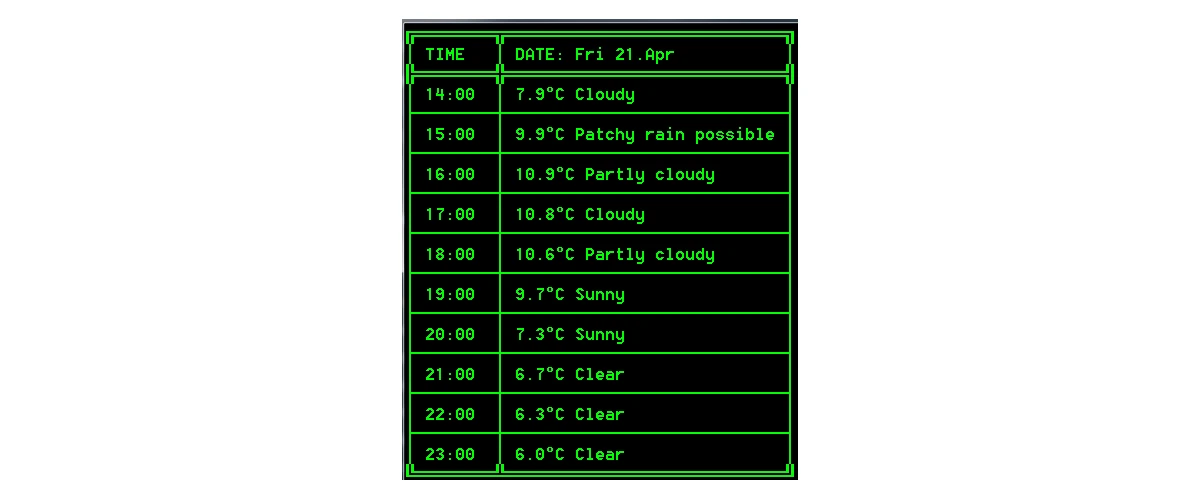 TIME DATE: Fri 21.Apr
14:00 7.9°C Cloudy
15:00 9.9°C Patchy rain possible
16:00 10.9°C Partly cloudy
17:00 10.8°C Cloudy
18:00 10.6°C Partly cloudy
19:00 9.7°C Sunny
20:00 7.3°C Sunny
21:00 6.7°C Clear
22:00 6.3°C Clear
23:00 6.0°C Clear